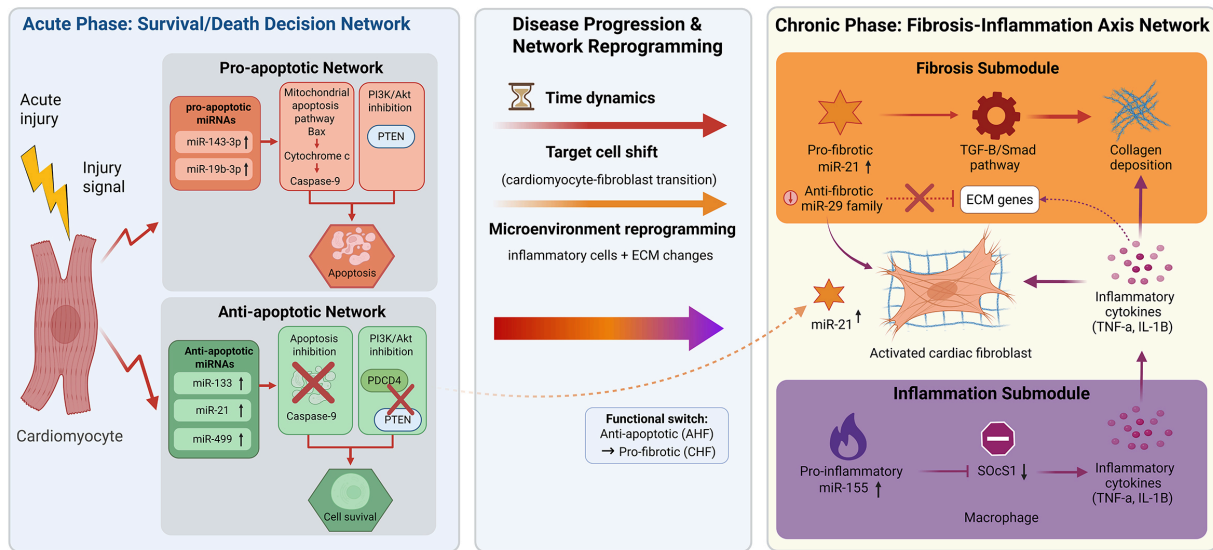 Acute Phase: Survival/Death Decision Network
Acute
injury
Injury
signal
Cardiomyocyte
Pro-apoptotic Network
pro-apoptotic
miRNAs
miR-143-3p ↑
miR-19b-3p ↑
Mitochondrial
apoptosis
pathway
Bax
Cytochrome c
Caspase-9
PI3K/Akt
inhibition
PTEN
Apoptosis
Anti-apoptotic Network
Anti-apoptotic
miRNAs
miR-133 ↑
miR-21 ↑
miR-499 ↑
Apoptosis
inhibition
Caspase-9
PI3K/Akt
inhibition
PDCD4
PTEN
Cell suvival
Disease Progression &
Network Reprogramming
Time dynamics
Target cell shift
(cardiomyocyte-fibroblast transition)
Microenvironment reprogramming
inflammatory cells + ECM changes
Functional switch:
Anti-apoptotic (AHF)
→ Pro-fibrotic (CHF)
Chronic Phase: Fibrosis-Inflammation Axis Network
Fibrosis Submodule
Pro-fibrotic
miR-21 ↑
TGF-B/Smad
pathway
Collagen
deposition
Anti-fibrotic
miR-29 family
ECM genes
miR-21 ↑
Activated cardiac fibroblast
Inflammatory
cytokines
(TNF-a, IL-1B)
Inflammation Submodule
Pro-inflammatory
miR-155 ↑
SOcS1 ↓
Inflammatory
cytokines
(TNF-a, IL-1B)
Macrophage